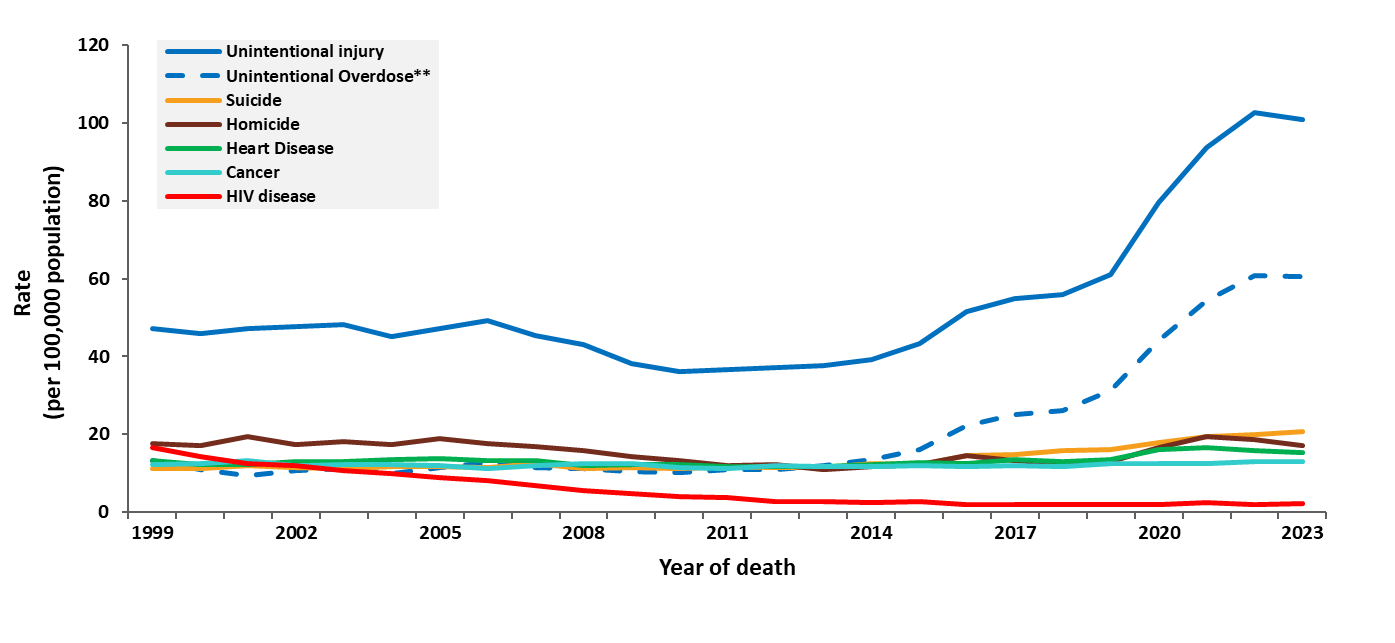 120
100
80
60
40
20
0
Rate
(per 100,000 population)
Unintentional injury
Unintentional Overdose**
Suicide
Homicide
Heart Disease
Cancer
HIV disease
1999 2002 2005 2008 2011 2014 2017 2020 2023
Year of death